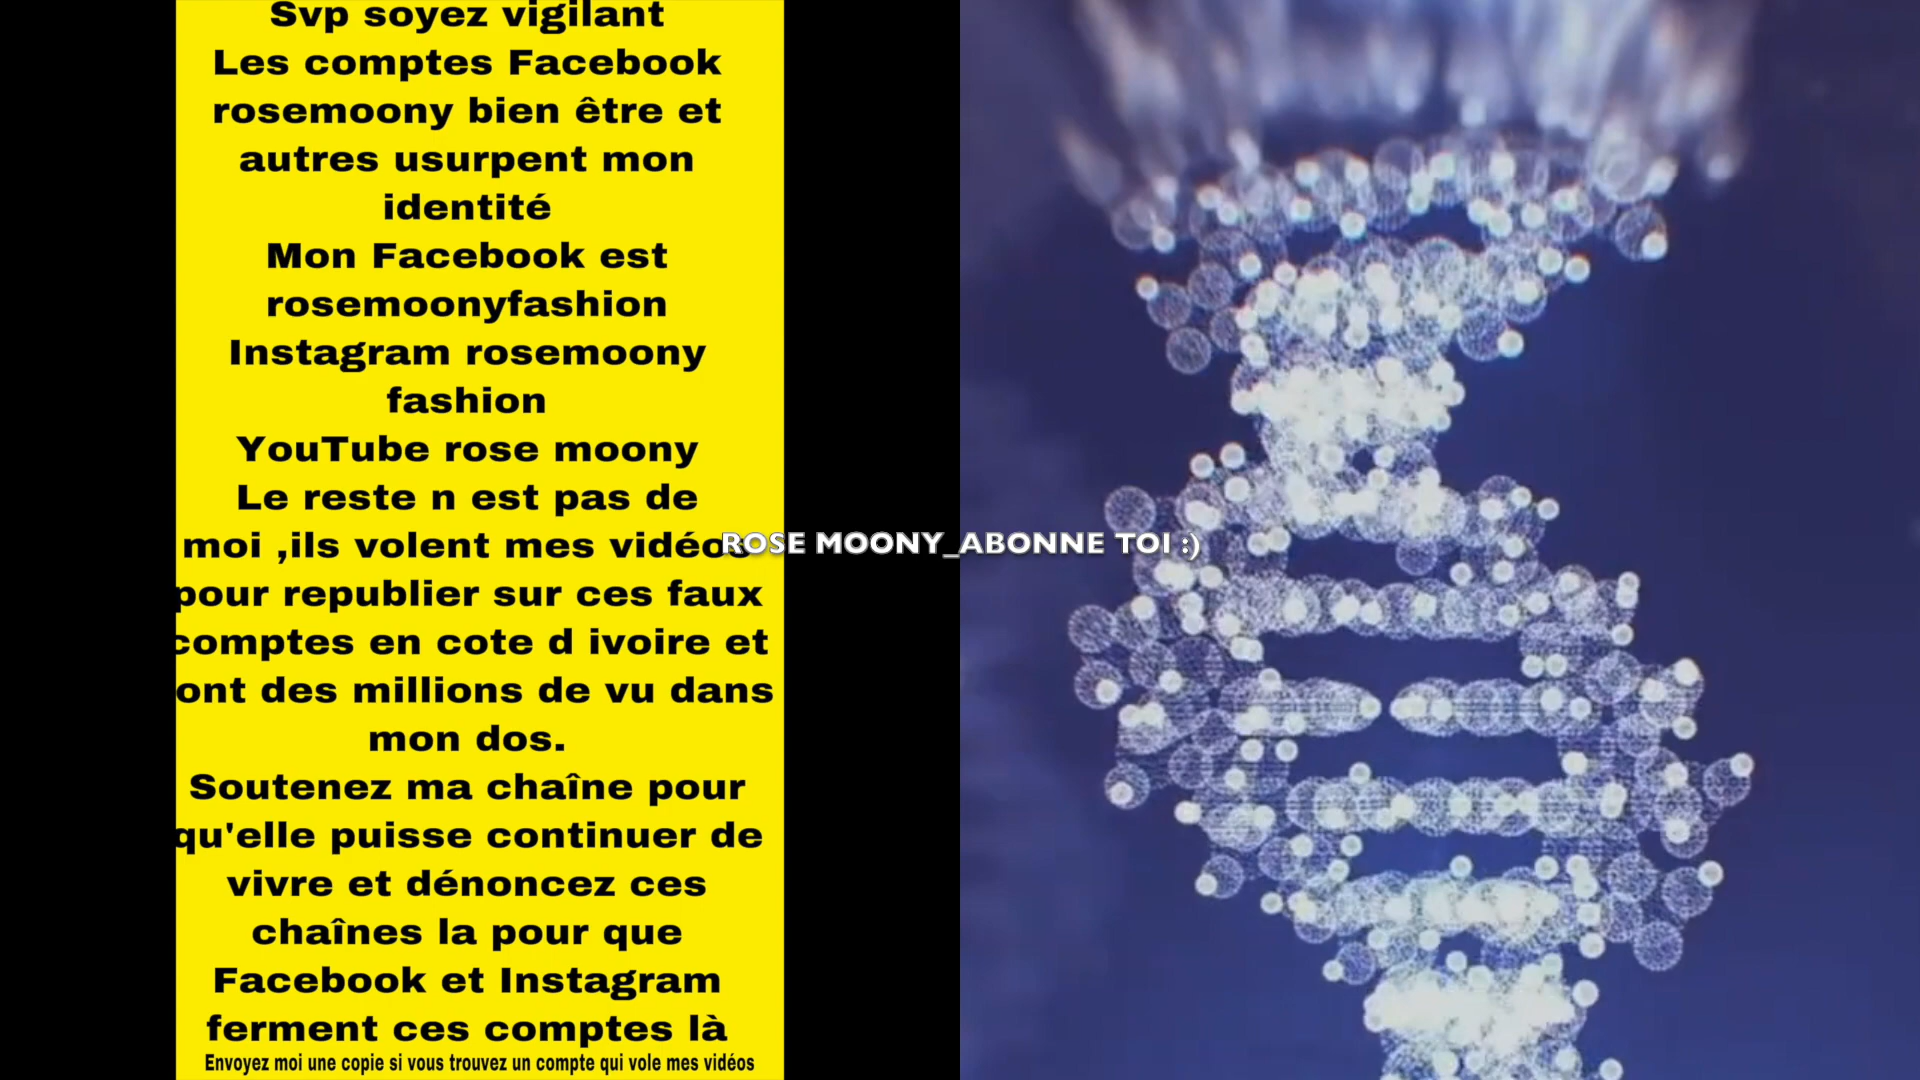 Svp soyez vigilant
Les comptes Facebook
rosemoony bien être et
autres usurpent mon
identité
Mon Facebook est
rosemoonyfashion
Instagram rosemoony
fashion
YouTube rose moony
Le reste n est pas de
moi ,ils volent mes vidéos
pour republier sur ces faux
comptes en cote d ivoire et
ont des millions de vu dans
mon dos.
Soutenez ma chaîne pour
qu'elle puisse continuer de
vivre et dénoncez ces
chaînes la pour que
Facebook et Instagram
ferment ces comptes là
Envoyez moi une copie si vous trouvez un compte qui vole mes vidéos
ROSE MOONY_ABONNE TOI :)